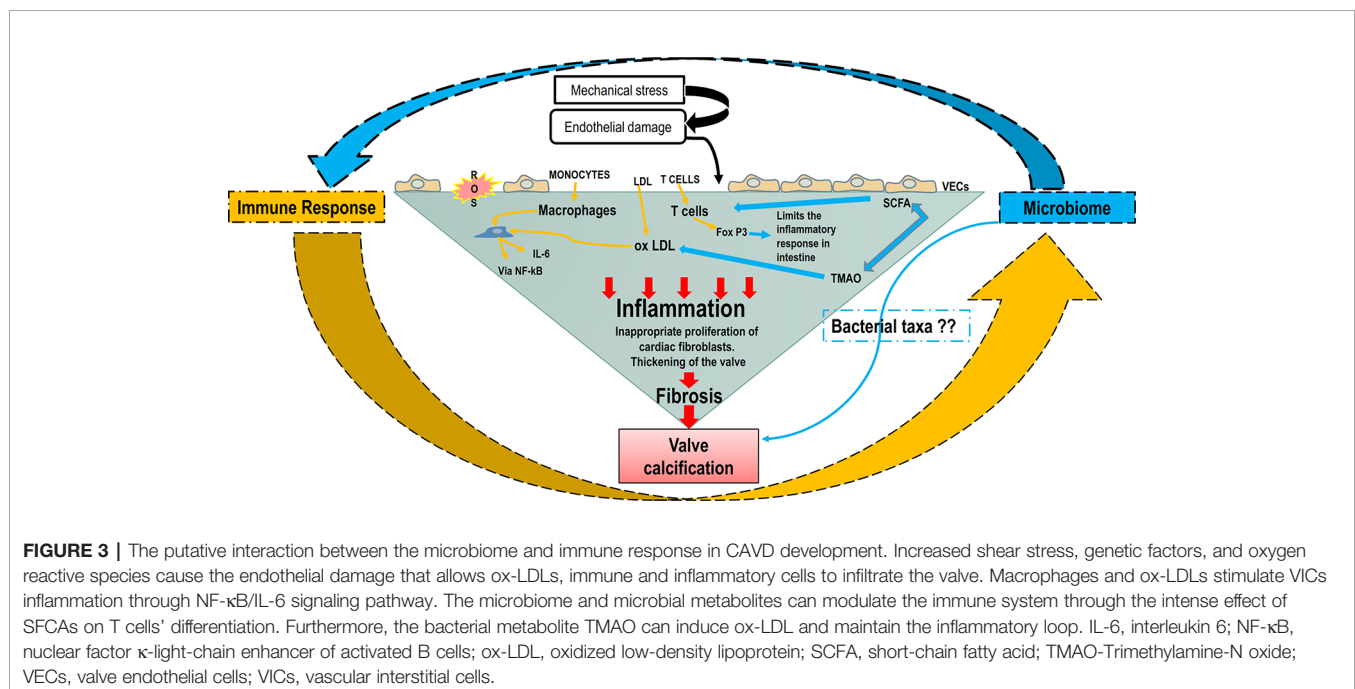 Mechanical stress
Endothelial damage
R
O
S
MONOCYTES
LDL
T CELLS
VECs
Immune Response
Macrophages
T cells
SCFA
Microbiome
Limits the
inflammatory
response in
intestine
Fox P3
ox LDL
IL-6
Via NF-kB
TMAO
Inflammation
Inappropriate proliferation of
cardiac fibroblasts.
Thickening of the valve
Bacterial taxa ??
Fibrosis
Valve
calcification
FIGURE 3 | The putative interaction between the microbiome and immune response in CAVD development. Increased shear stress, genetic factors, and oxygen
reactive species cause the endothelial damage that allows ox-LDLs, immune and inflammatory cells to infiltrate the valve. Macrophages and ox-LDLs stimulate VICs
inflammation through NF-κB/IL-6 signaling pathway. The microbiome and microbial metabolites can modulate the immune system through the intense effect of
SFCAs on T cells’ differentiation. Furthermore, the bacterial metabolite TMAO can induce ox-LDL and maintain the inflammatory loop. IL-6, interleukin 6; NF-κB,
nuclear factor κ-light-chain enhancer of activated B cells; ox-LDL, oxidized low-density lipoprotein; SCFA, short-chain fatty acid; TMAO-Trimethylamine-N oxide;
VECs, valve endothelial cells; VICs, vascular interstitial cells.